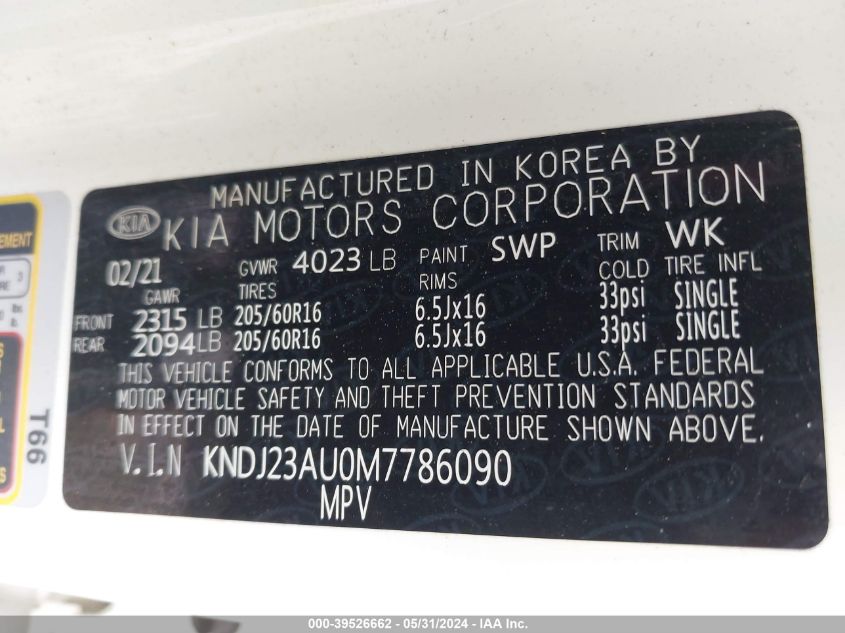 MANUFACTURED IN KOREA BY
KIA KIA MOTORS CORPORATION
02/21 GVWR 4023 LB PAINT SWP TRIM WK
GAWR TIRES RIMS COLD TIRE INFL
FRONT 2315 LB 205/60R16 6.5Jx16 33psi SINGLE
REAR 2094 LB 205/60R16 6.5Jx16 33psi SINGLE
THIS VEHICLE CONFORMS TO ALL APPLICABLE U.S.A. FEDERAL
MOTOR VEHICLE SAFETY AND THEFT PREVENTION STANDARDS
IN EFFECT ON THE DATE OF MANUFACTURE SHOWN ABOVE.
V.I.N KNDJ23AU0M7786090
MPV
T66
000-39526662 - 05/31/2024 - IAA Inc.